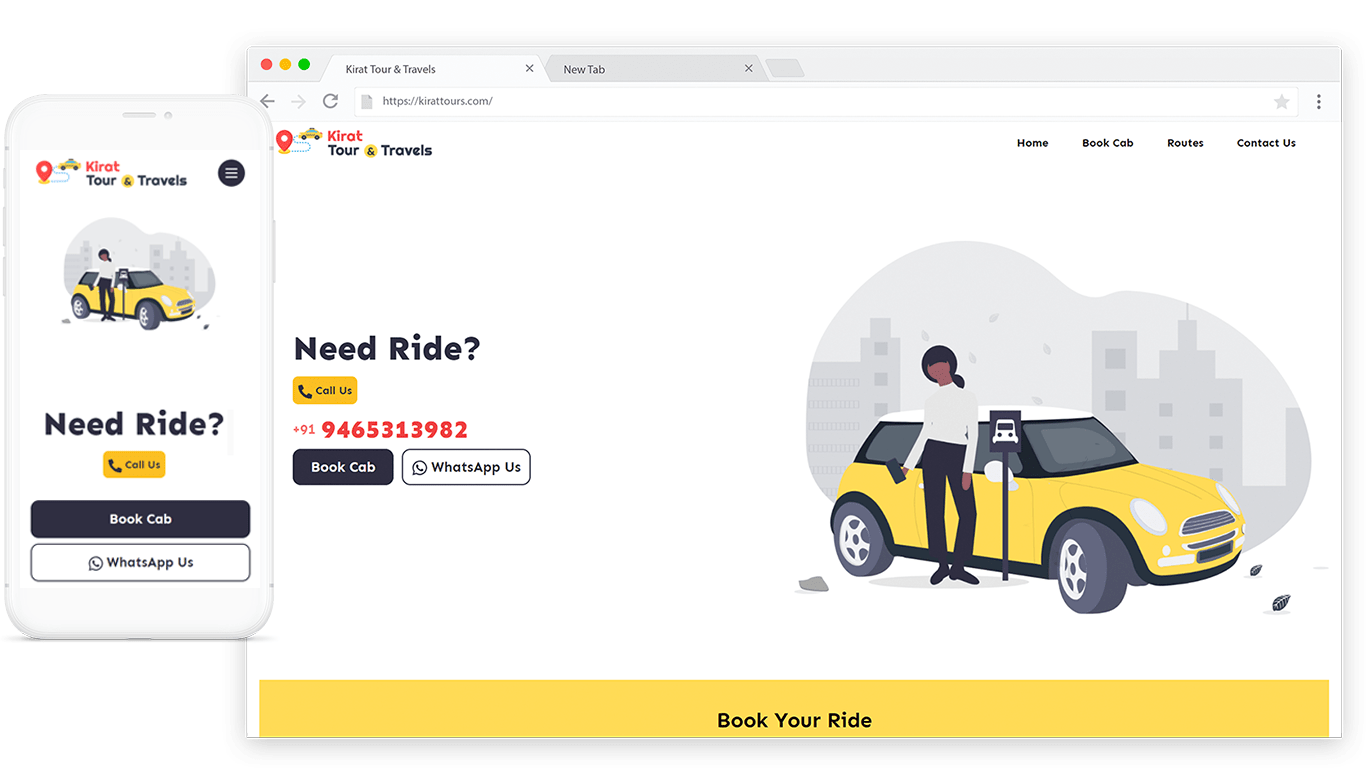 Kirat Tour & Travels
New Tab
https://kirattours.com/
Kirat
Tour & Travels
Home
Book Cab
Routes
Contact Us
Need Ride?
Call Us
+91 9465313982
Book Cab
WhatsApp Us
Book Your Ride
Kirat
Tour & Travels
Need Ride?
Call Us
Book Cab
WhatsApp Us